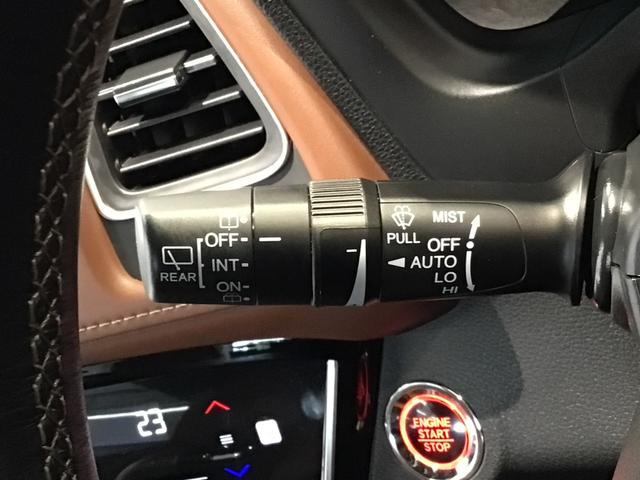 OFF
INT
ON
REAR
MIST
PULL
OFF
AUTO
LO
HI
23
ENGINE
START
STOP